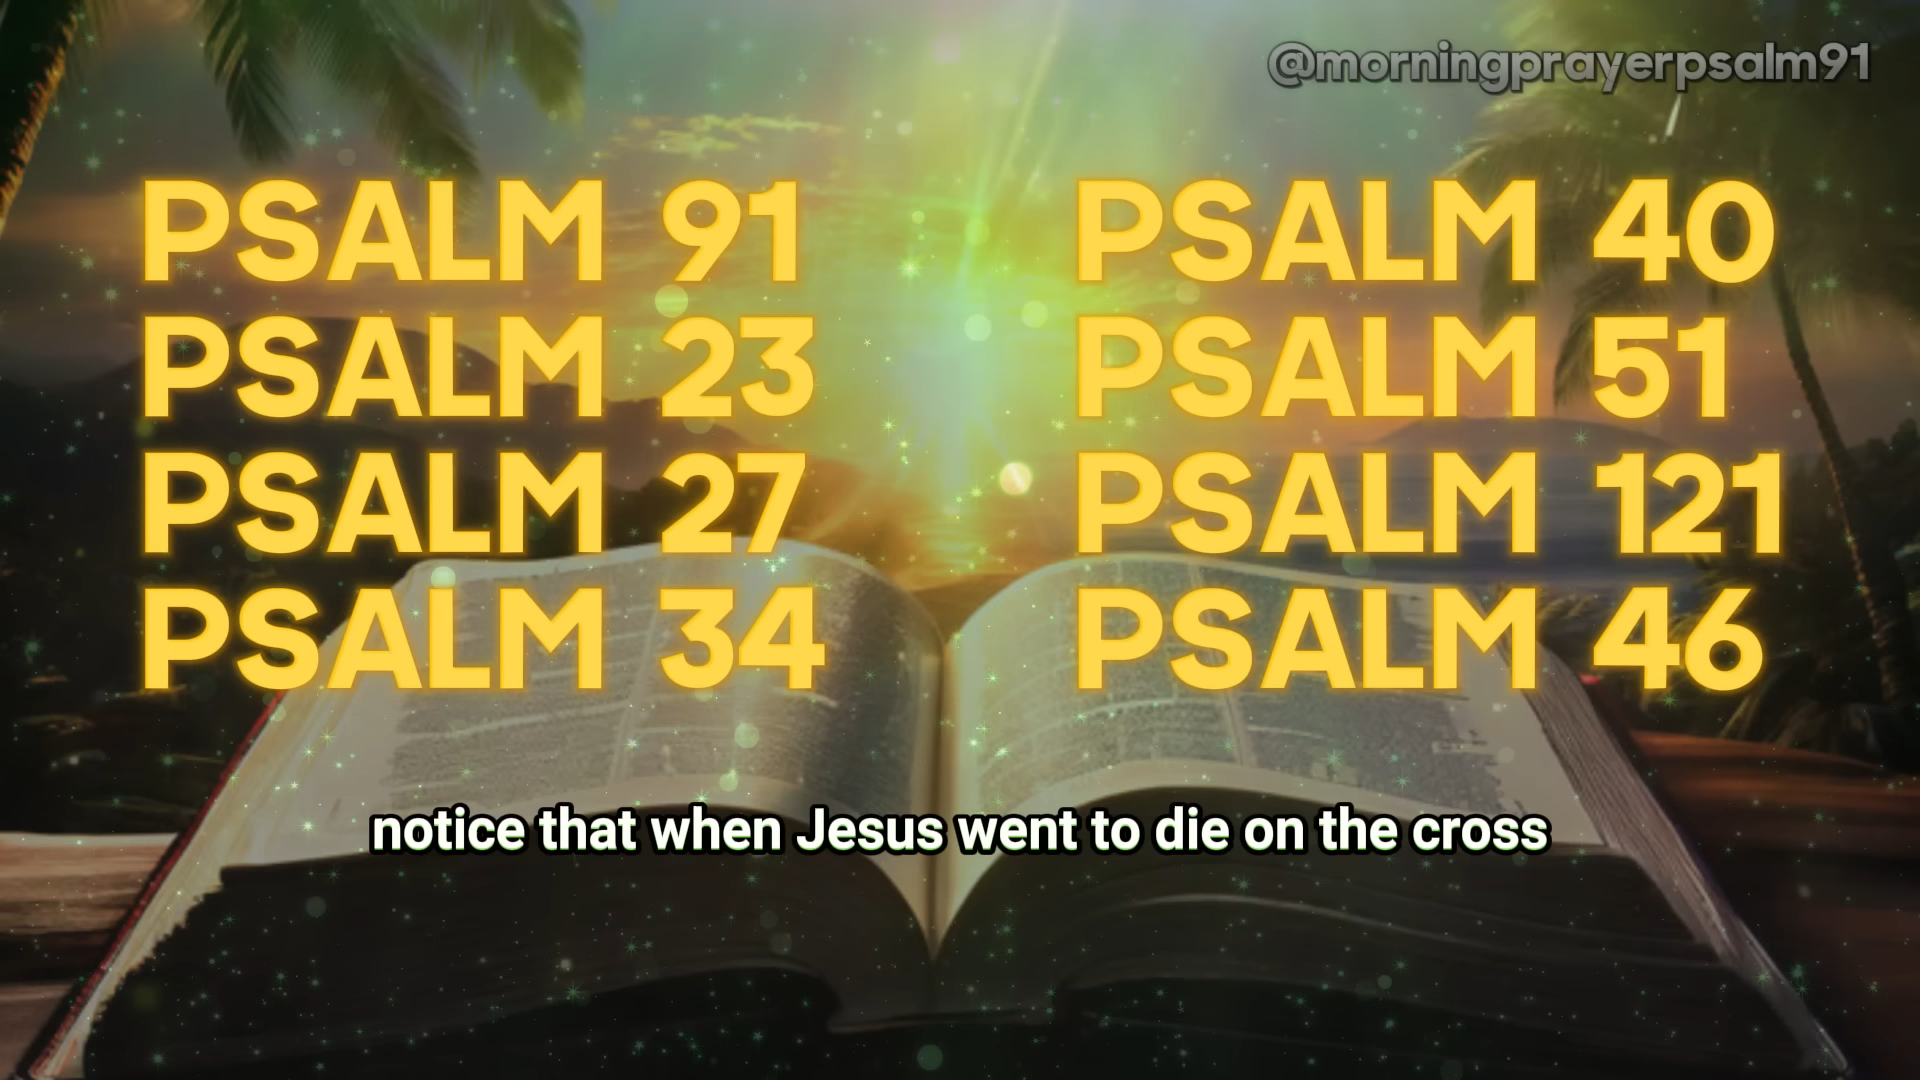 @morningprayerpsalm91
PSALM 91
PSALM 23
PSALM 27
PSALM 34
PSALM 40
PSALM 51
PSALM 121
PSALM 46
notice that when Jesus went to die on the cross